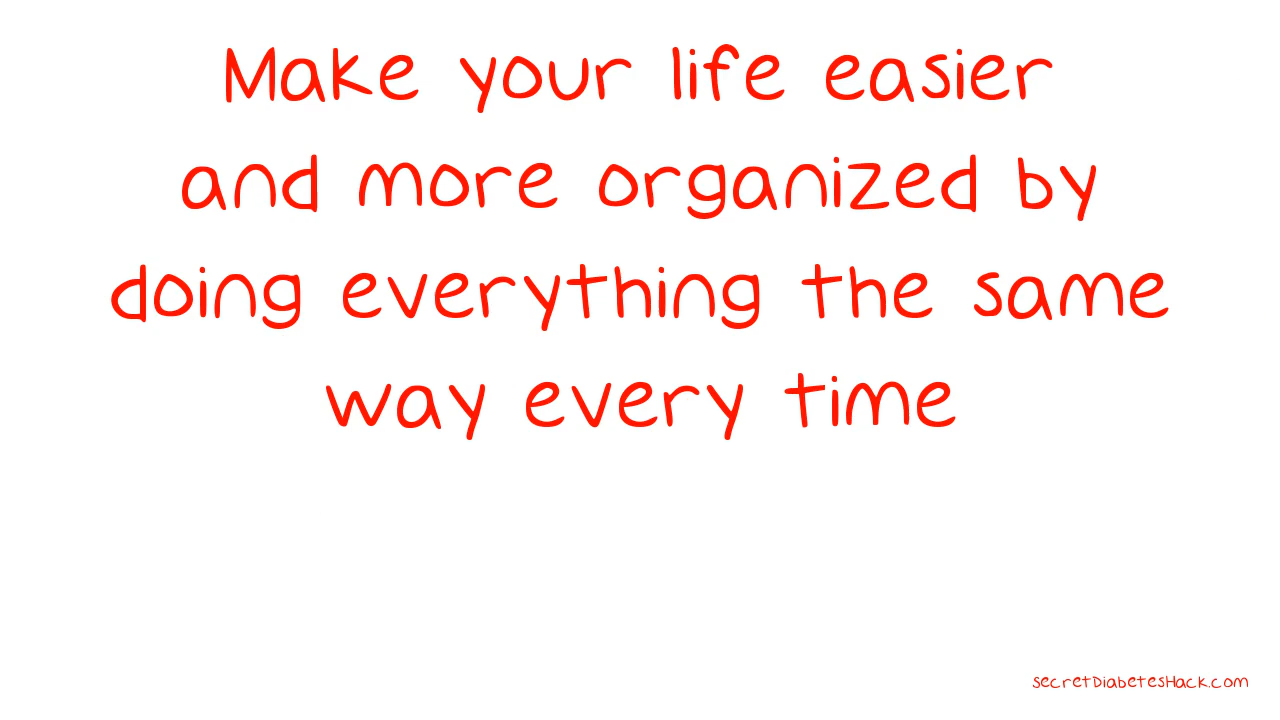 Make your life easier
and more organized by
doing everything the same
way every time
secretDiabetesHack.com